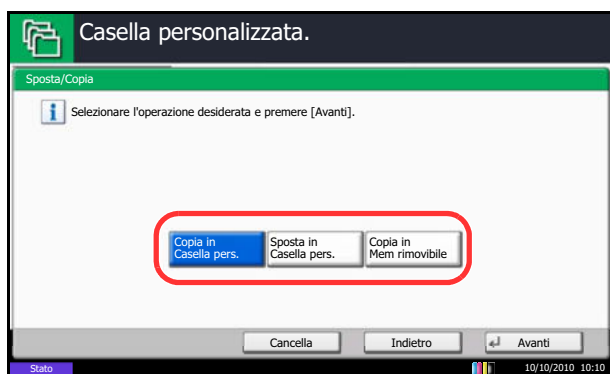 Casella personalizzata.
Sposta/Copia
Selezionare l'operazione desiderata e premere [Avanti].
Copia in
Casella pers.
Sposta in
Casella pers.
Copia in
Mem rimovibile
Cancella
Indietro
Avanti
Stato
10/10/2010 10:10